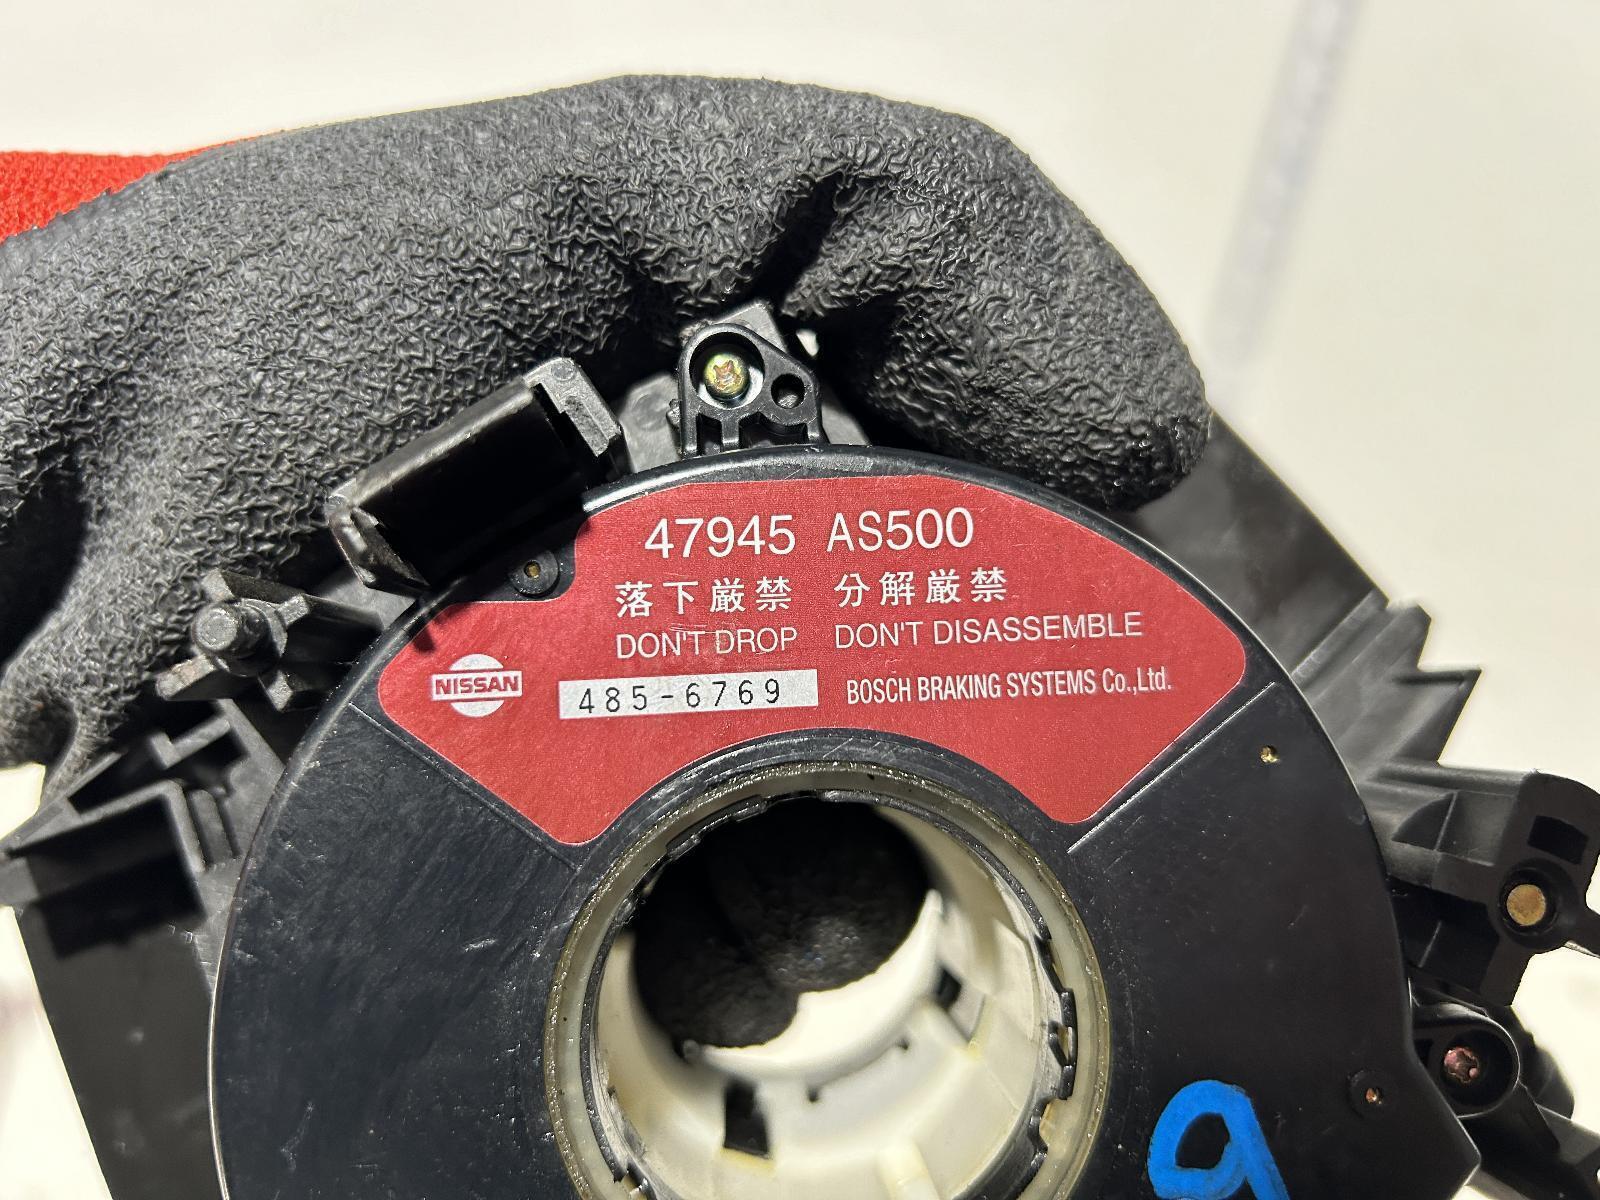 47945 AS500
落下厳禁 分解厳禁
DON'T DROP DON'T DISASSEMBLE
NISSAN
485-6769
BOSCH BRAKING SYSTEMS Co.,Ltd.
9